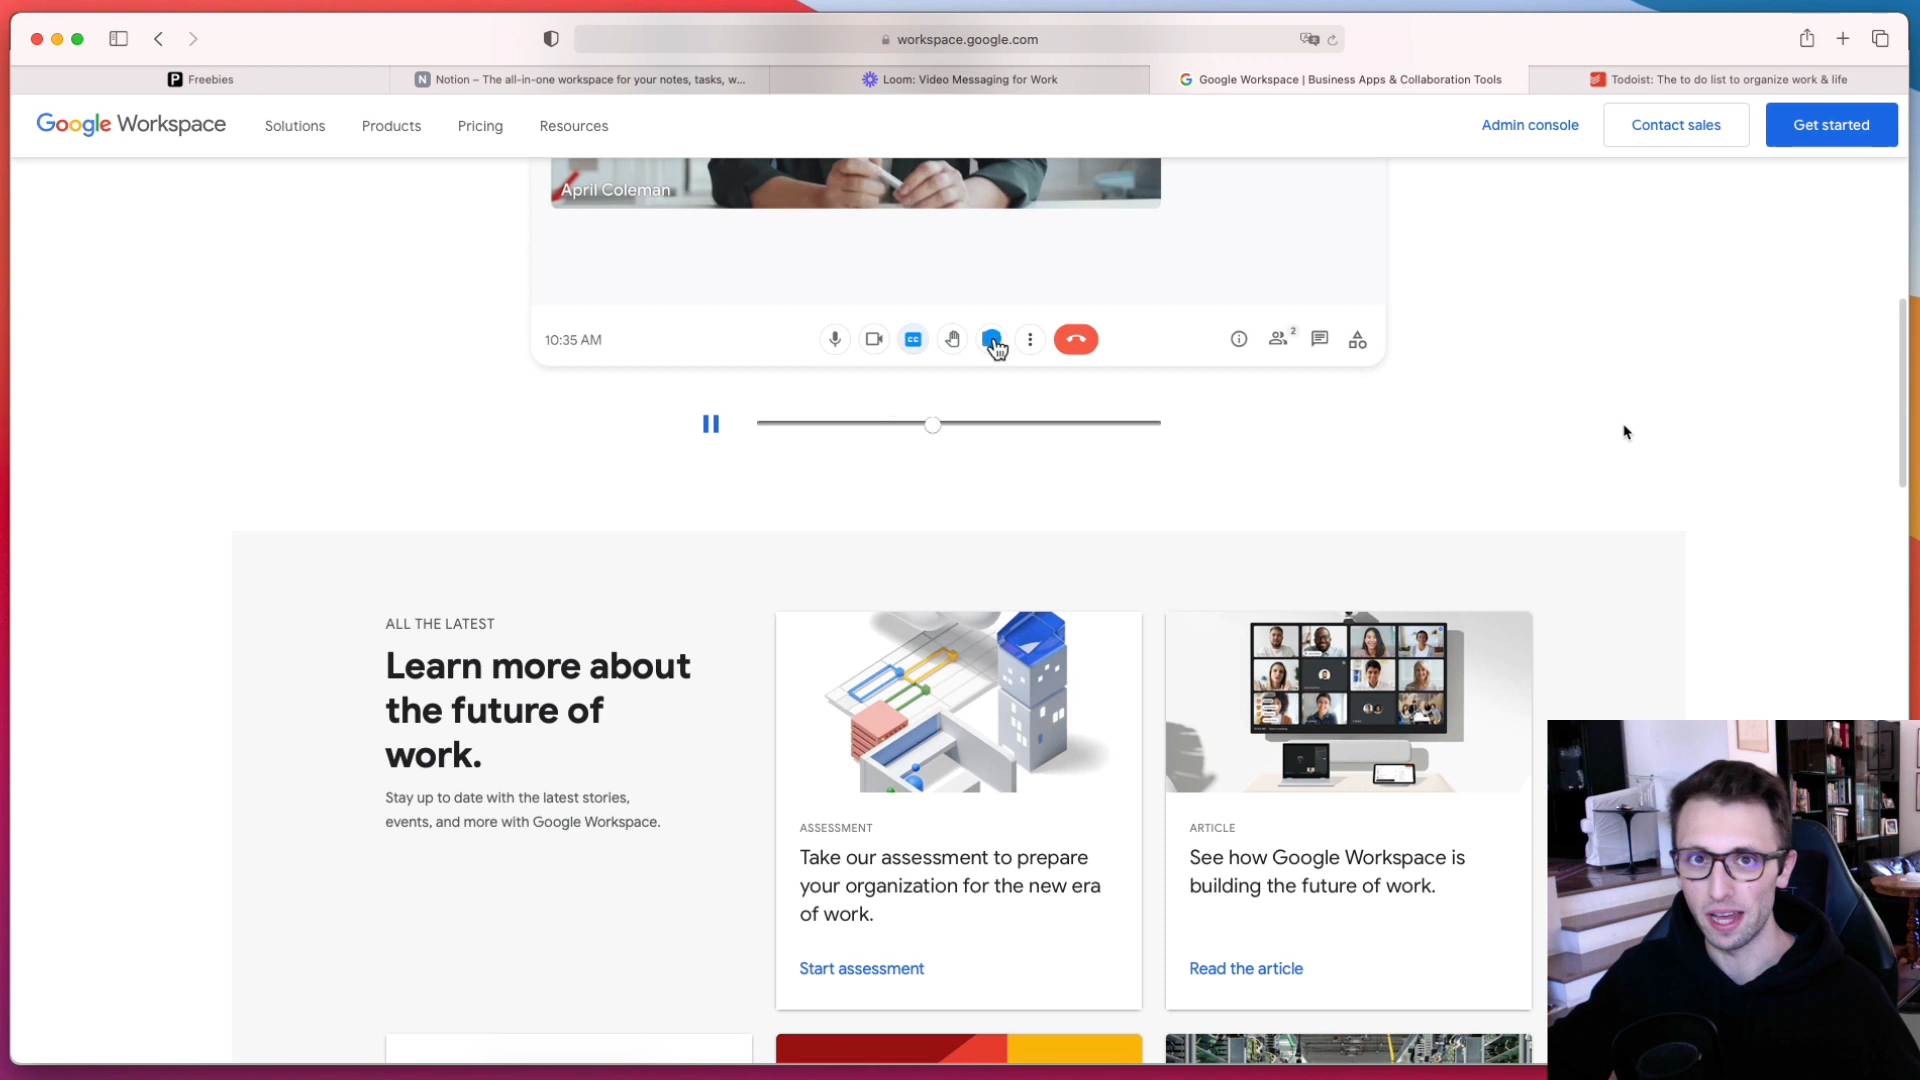 workspace.google.com
Freebies
Notion – The all-in-one workspace for your notes, tasks, w...
Loom: Video Messaging for Work
Google Workspace | Business Apps & Collaboration Tools
Todoist: The to do list to organize work & life
Google Workspace
Solutions
Products
Pricing
Resources
Admin console
Contact sales
Get started
April Coleman
10:35 AM
CC
2
ALL THE LATEST
Learn more about
the future of
work.
Stay up to date with the latest stories,
events, and more with Google Workspace.
ASSESSMENT
Take our assessment to prepare
your organization for the new era
of work.
Start assessment
ARTICLE
See how Google Workspace is
building the future of work.
Read the article